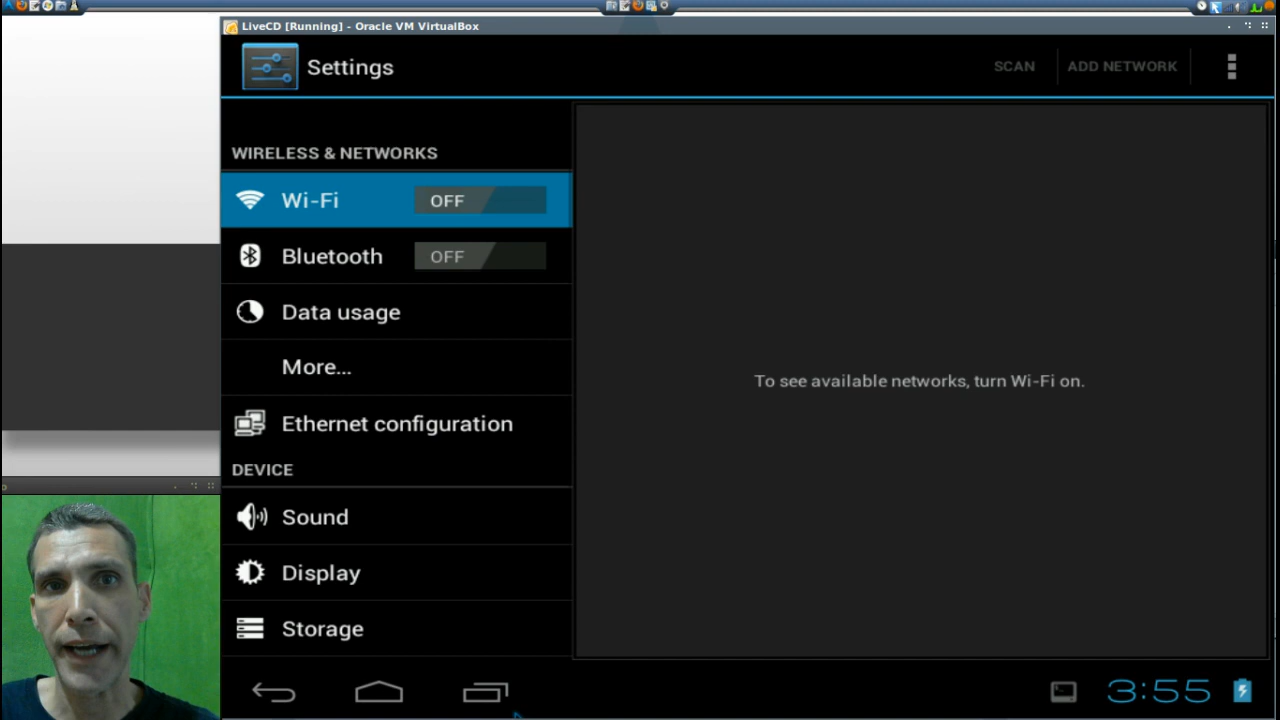 LiveCD [Running] - Oracle VM VirtualBox
Settings
SCAN
ADD NETWORK
WIRELESS & NETWORKS
Wi-Fi
OFF
Bluetooth
OFF
Data usage
More...
Ethernet configuration
DEVICE
Sound
Display
Storage
To see available networks, turn Wi-Fi on.
3:55